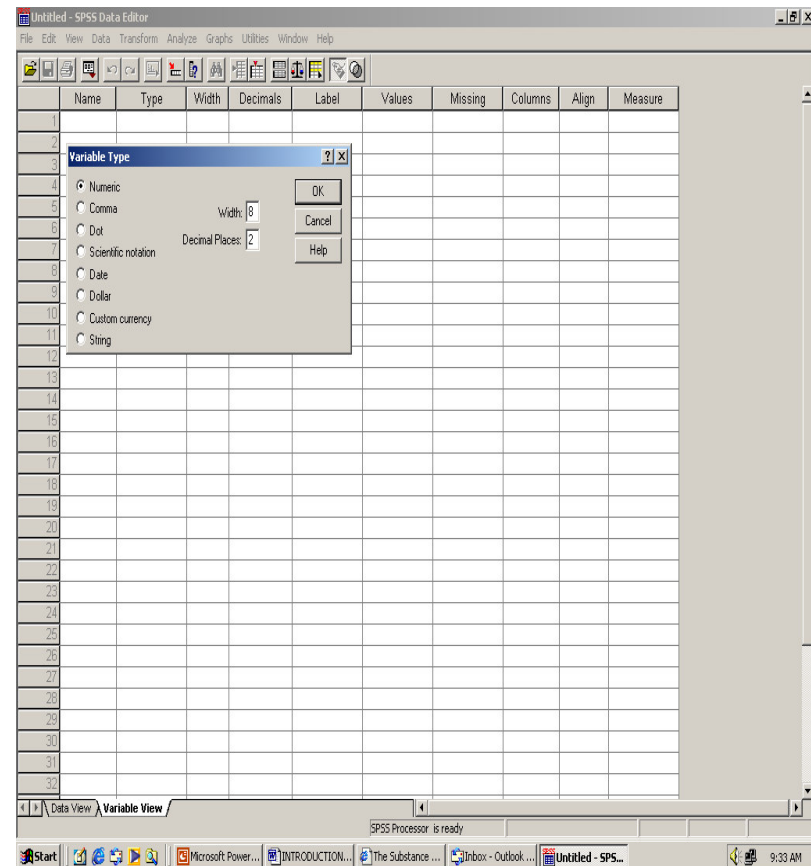 Untitled - SPSS Data Editor
File Edit View Data Transform Analyze Graphs Utilities Window Help
Name Type Width Decimals Label Values Missing Columns Align Measure
1
2
Variable Type
3
4 Numeric OK
5 Comma Width: 8
Cancel
6 Dot
Decimal Places: 2
7 Scientific notation Help
8 Date
9 Dollar
10 Custom currency
11 String
12
13
14
15
16
17
18
19
20
21
22
23
24
25
26
27
28
29
30
31
32
Data View Variable View
SPSS Processor is ready
Start Microsoft Power... INTRODUCTION... The Substance ... Inbox - Outlook ... Untitled - SPS... 9:33 AM